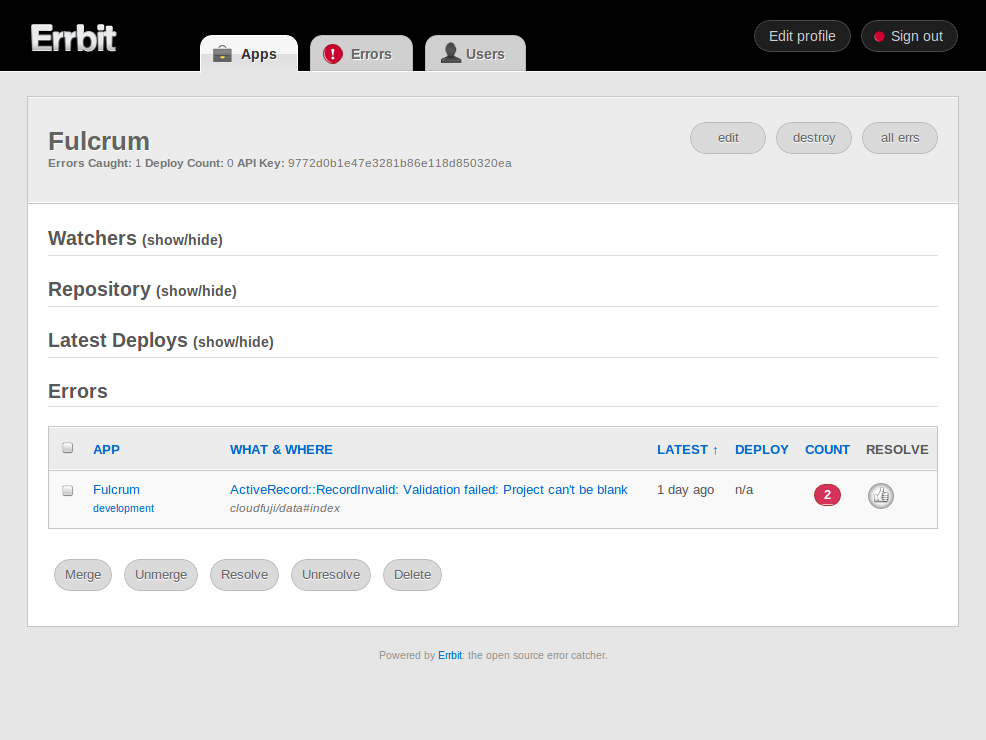 Errbit
Apps
Errors
Users
Edit profile
Sign out
Fulcrum
edit
destroy
all errs
Errors Caught: 1 Deploy Count: 0 API Key: 9772d0b1e47e3281b86e118d850320ea
Watchers (show/hide)
Repository (show/hide)
Latest Deploys (show/hide)
Errors
APP WHAT & WHERE LATEST ↑ DEPLOY COUNT RESOLVE
Fulcrum ActiveRecord::RecordInvalid: Validation failed: Project can't be blank 1 day ago n/a 2
development cloudfuji/data#index
Merge Unmerge Resolve Unresolve Delete
Powered by Errbit: the open source error catcher.